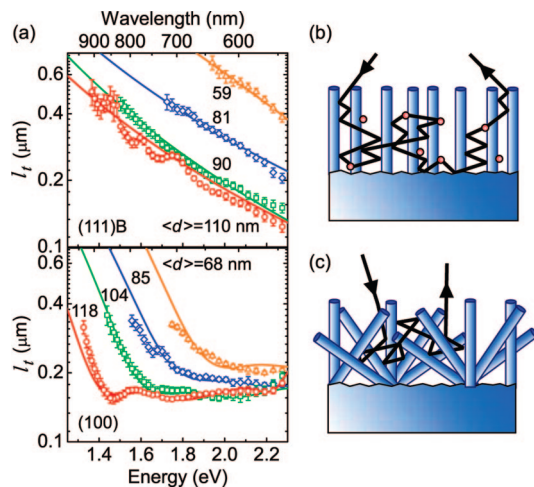 Wavelength (nm)
(a)
900 800 700 600
(b)
0.6
0.4
0.2
0.1
l_t (μm)
59
81
90
(111)B
<d>=110 nm
<d>=68 nm
(c)
0.6
0.4
0.2
0.1
l_t (μm)
118
104
85
(100)
1.4 1.6 1.8 2.0 2.2
Energy (eV)